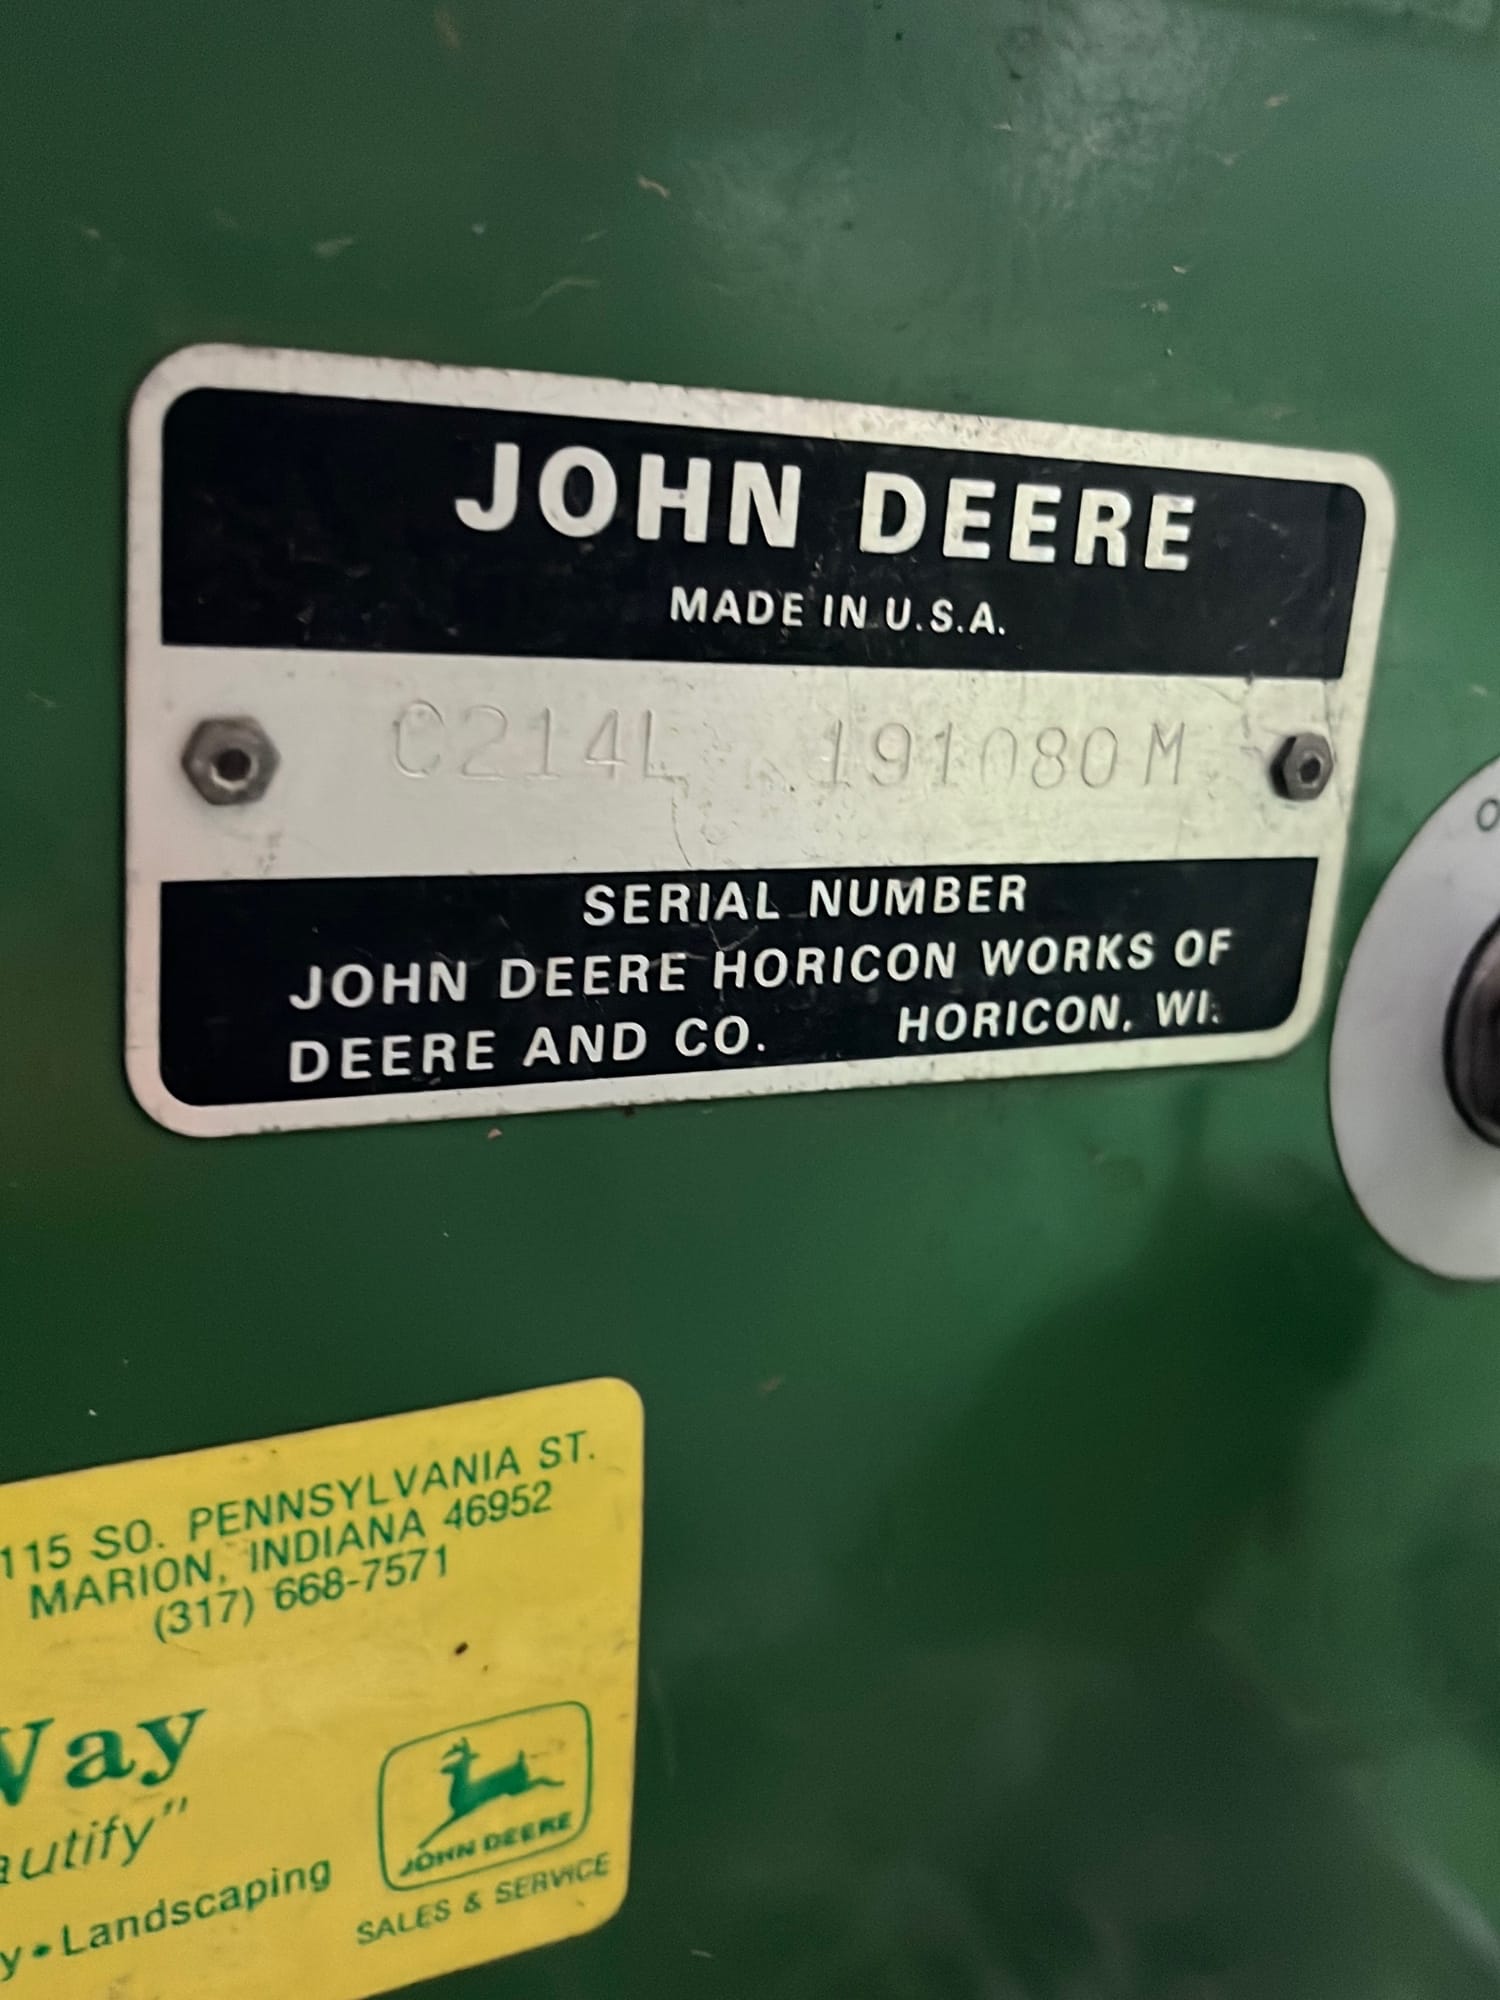 JOHN DEERE
MADE IN U.S.A.
C214L 191080M
SERIAL NUMBER
JOHN DEERE HORICON WORKS OF
DEERE AND CO. HORICON, WI.
O
115 SO. PENNSYLVANIA ST.
MARION, INDIANA 46952
(317) 668-7571
Way
autify"
y • Landscaping
JOHN DEERE
SALES & SERVICE